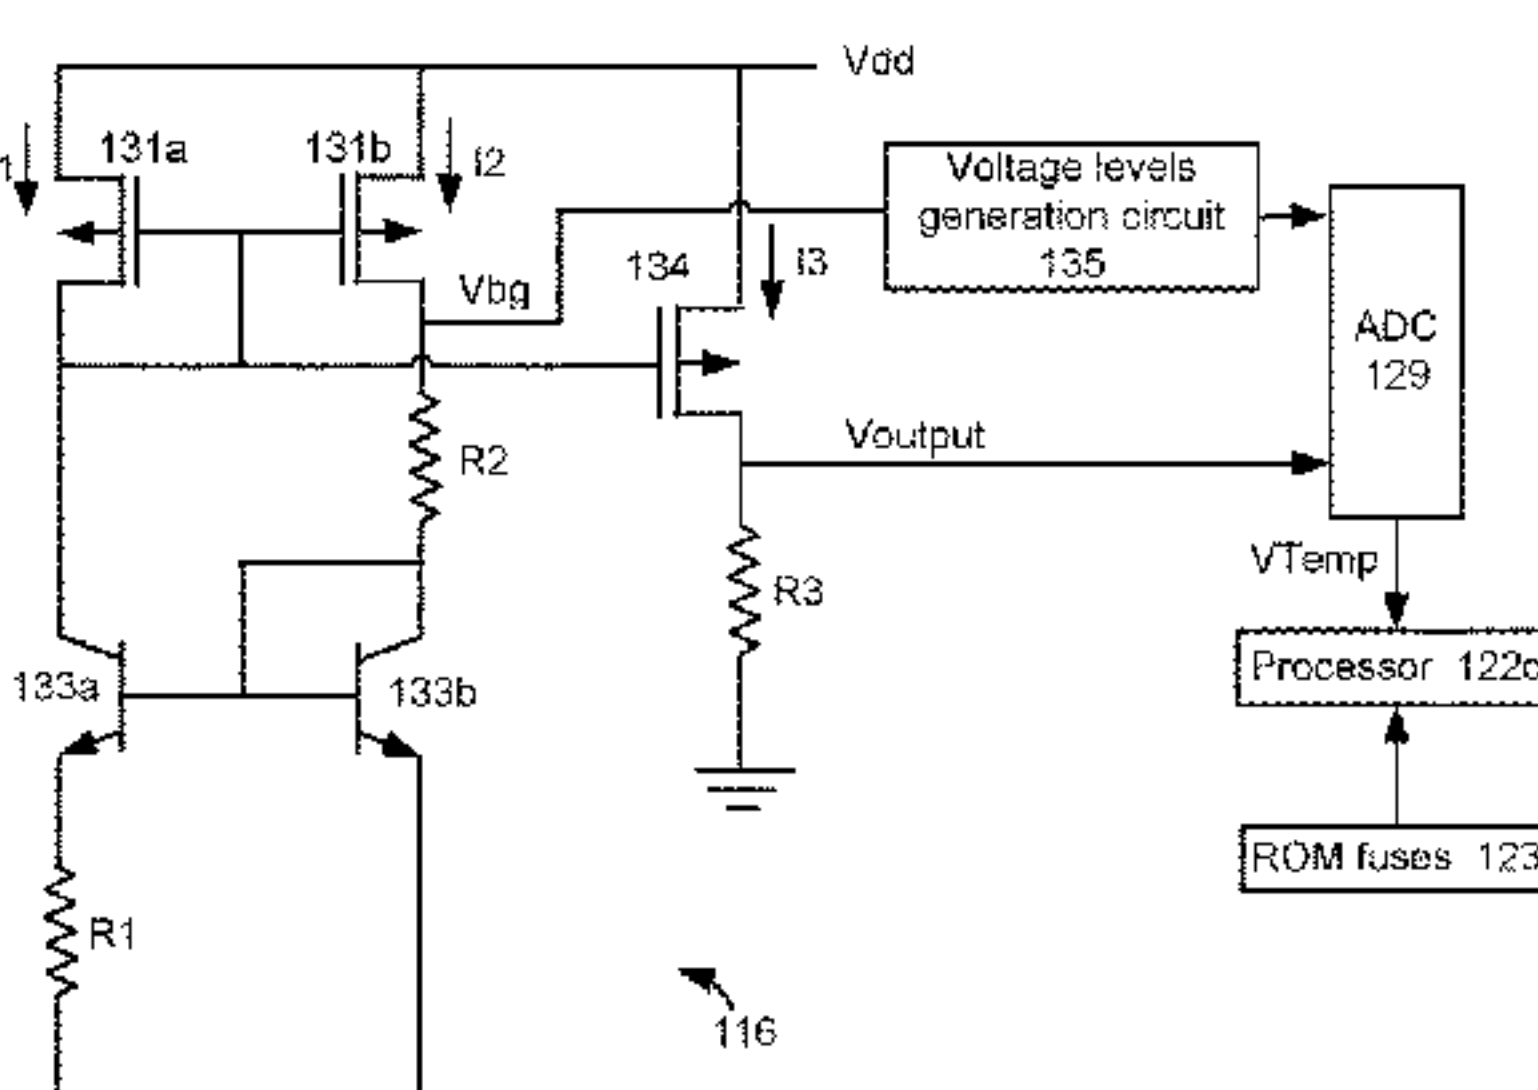 Vdd
131a
131b
1
I2
Voltage levels
generation circuit
135
134
I3
Vbg
ADC
129
Voutput
R2
VTemp
R3
Processor 122c
133a
133b
ROM fuses 123
R1
116